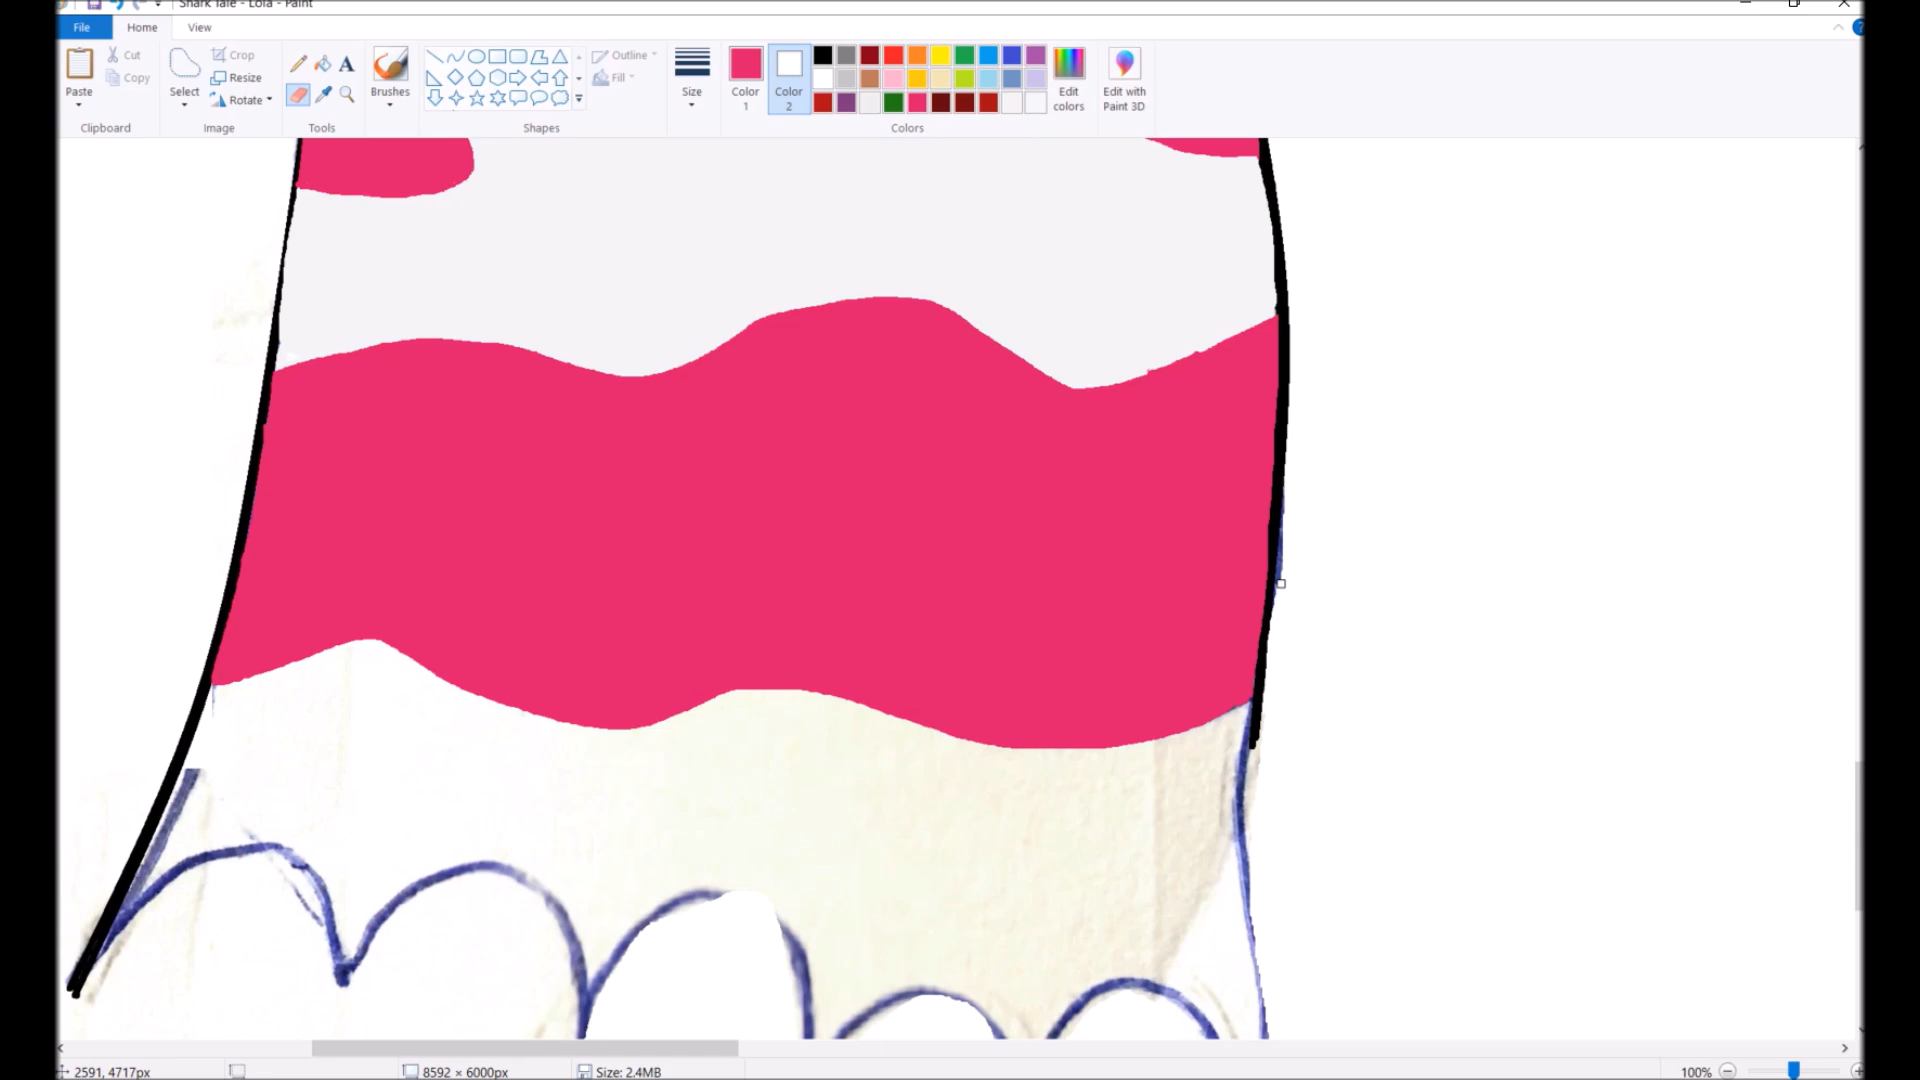 Shark Tale - Lola - Paint
File Home View
Paste
Cut
Copy
Clipboard
Select
Crop
Resize
Rotate
Image
Tools
Brushes
Shapes
Outline
Fill
Size
Color 1
Color 2
Edit colors
Colors
Edit with Paint 3D
2591, 4717px
8592 × 6000px
Size: 2.4MB
100%